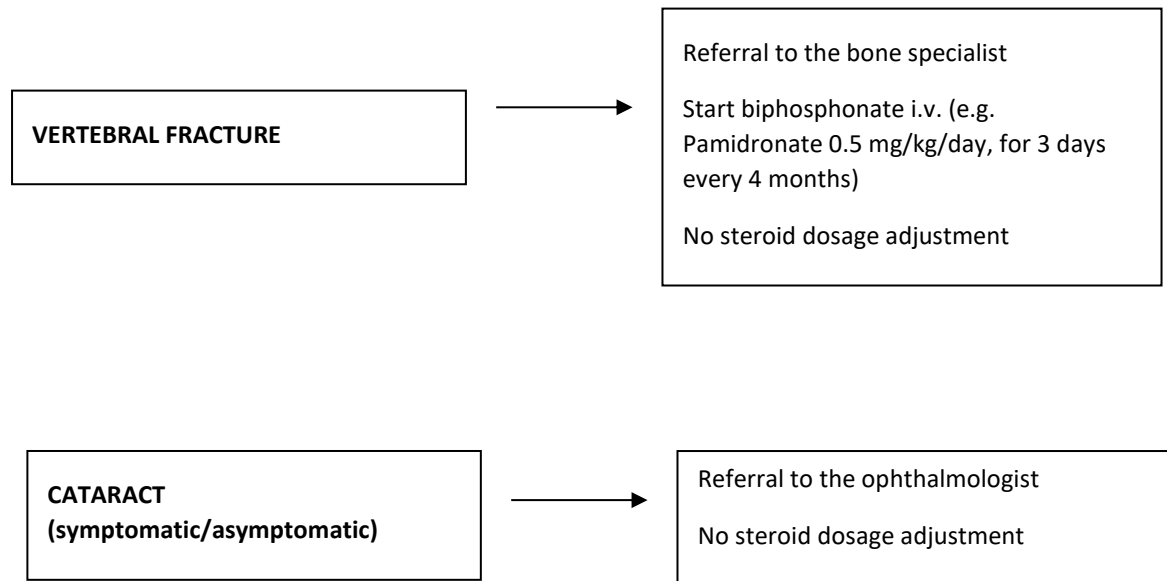 VERTEBRAL FRACTURE
Referral to the bone specialist
Start biphosphonate i.v. (e.g.
Pamidronate 0.5 mg/kg/day, for 3 days
every 4 months)
No steroid dosage adjustment
CATARACT
(symptomatic/asymptomatic)
Referral to the ophthalmologist
No steroid dosage adjustment